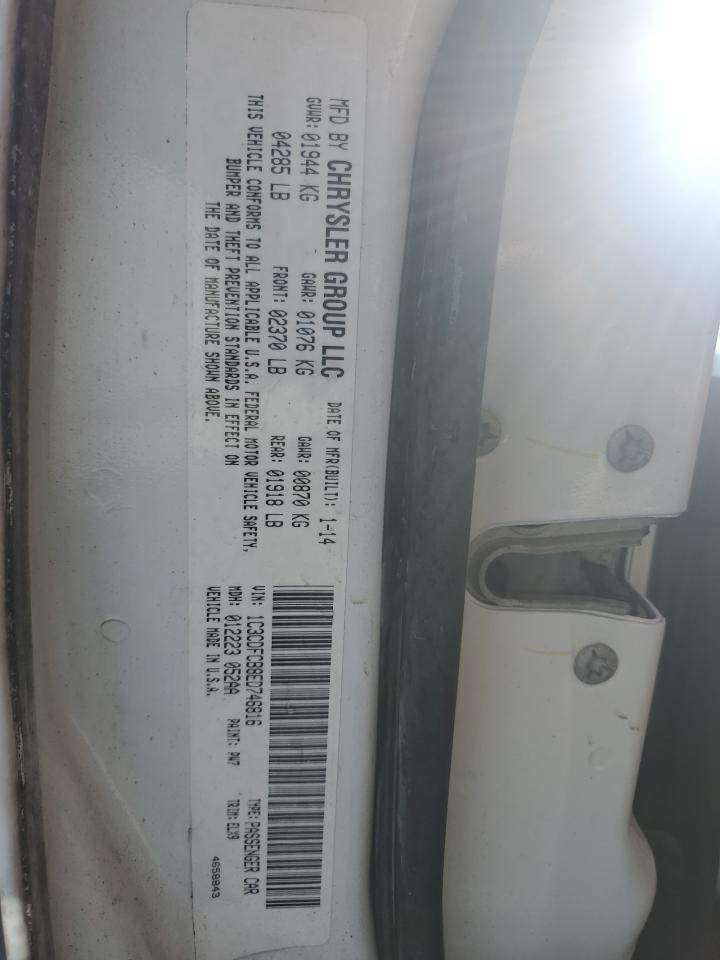 MFD BY CHRYSLER GROUP LLC DATE OF MFR(BUILT): 1-14
GVWR: 01944 KG GAWR: 01076 KG GAWR: 00870 KG
04285 LB FRONT: 02370 LB REAR: 01918 LB
THIS VEHICLE CONFORMS TO ALL APPLICABLE U.S.A. FEDERAL MOTOR VEHICLE SAFETY,
BUMPER AND THEFT PREVENTION STANDARDS IN EFFECT ON
THE DATE OF MANUFACTURE SHOWN ABOVE.
VIN: 1C3CDFCB8ED746816 TYPE: PASSENGER CAR
MDH: 012223 052AA PAINT: PW7 TRIM: ELX9
VEHICLE MADE IN U.S.A. 4658843